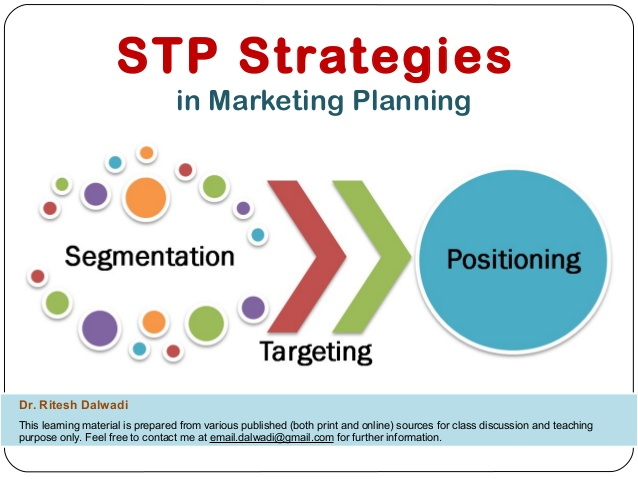 STP Strategies
in Marketing Planning
Segmentation
Positioning
Targeting
Dr. Ritesh Dalwadi
This learning material is prepared from various published (both print and online) sources for class discussion and teaching
purpose only. Feel free to contact me at email.dalwadi@gmail.com for further information.